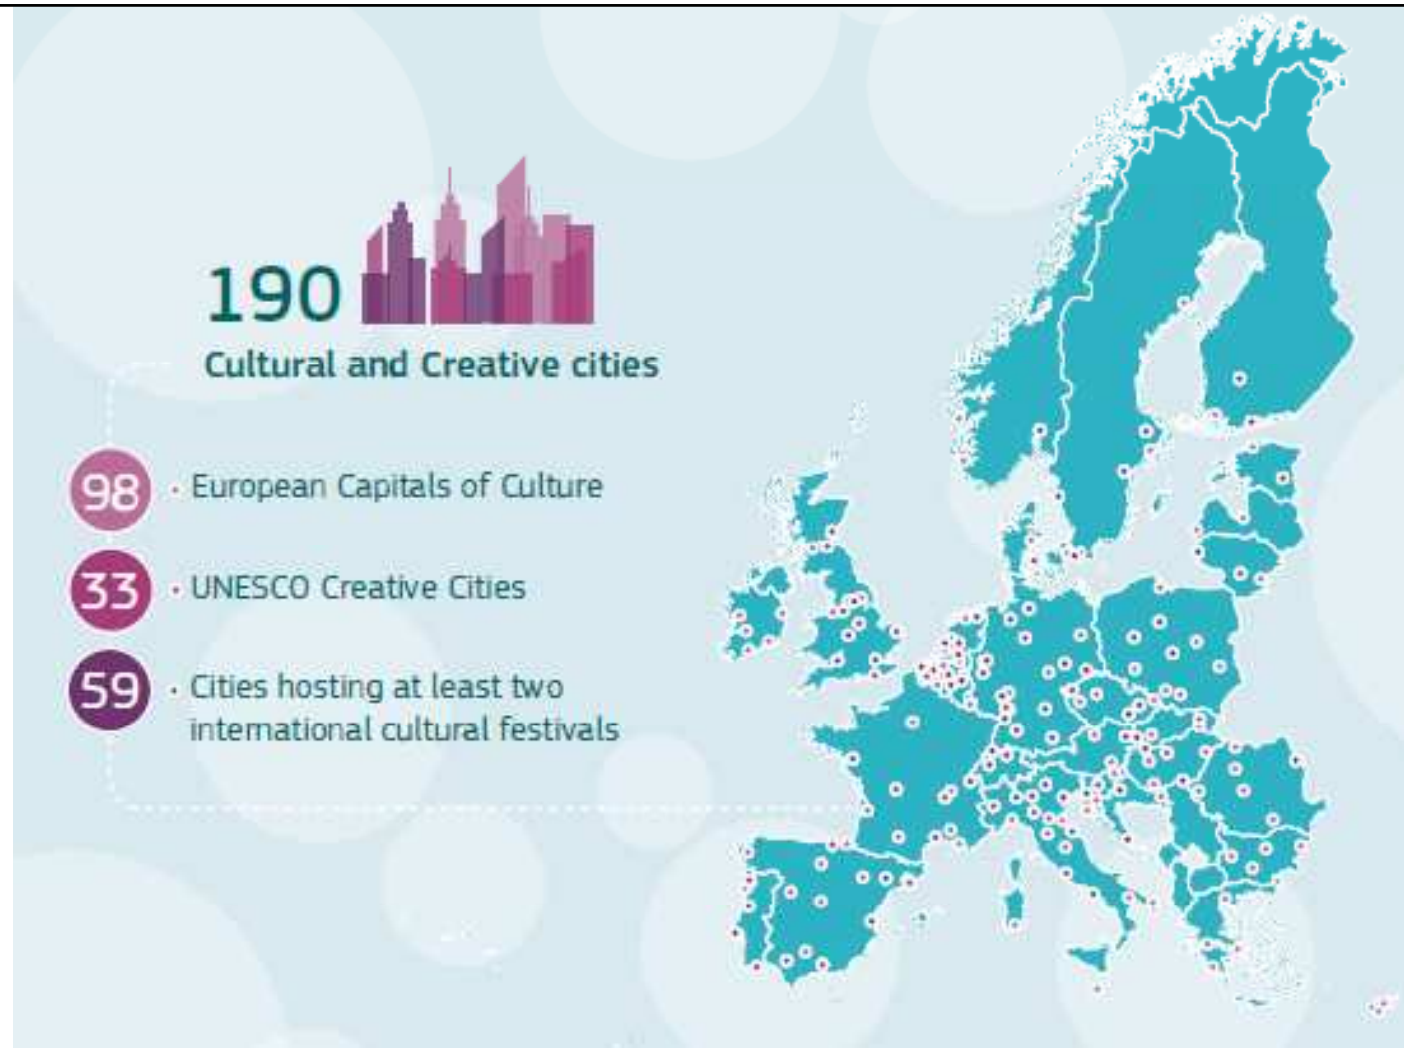 190
Cultural and Creative cities
98 · European Capitals of Culture
33 · UNESCO Creative Cities
59 · Cities hosting at least two
international cultural festivals